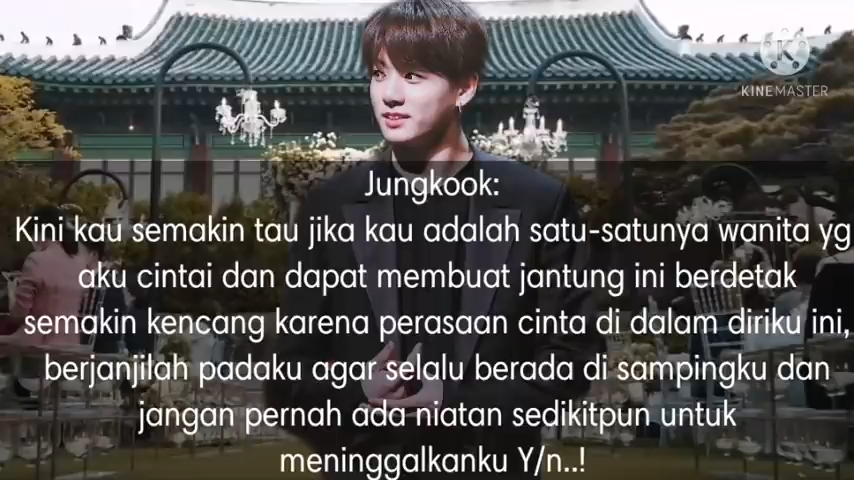 KINEMASTER
Jungkook:
Kini kau semakin tau jika kau adalah satu-satunya wanita yg
aku cintai dan dapat membuat jantung ini berdetak
semakin kencang karena perasaan cinta di dalam diriku ini,
berjanjilah padaku agar selalu berada di sampingku dan
jangan pernah ada niatan sedikitpun untuk
meninggalkanku Y/n..!